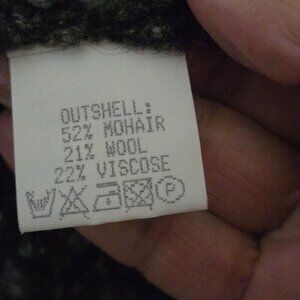 OUTSHELL:
52% MOHAIR
21% WOOL
22% VISCOSE
P